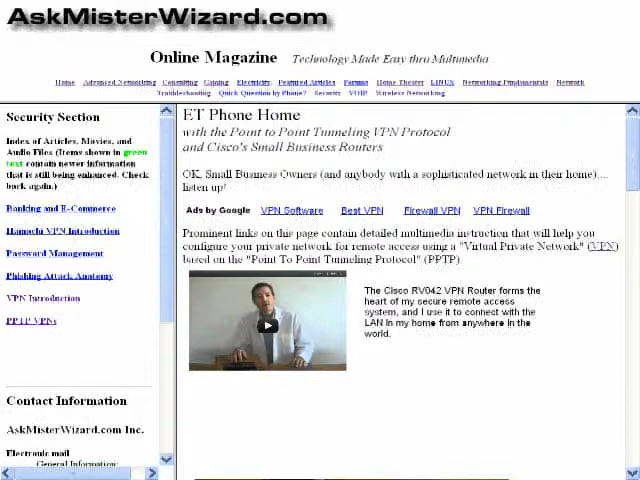 AskMisterWizard.com
Online Magazine Technology Made Easy thru Multimedia
Home Advanced Networking Consulting Gaming Electricity Featured Articles Forums Home Theater LINUX Networking Fundamentals Network
Troubleshooting Quick Question by Phone? Security VOIP Wireless Networking
Security Section
Index of Articles, Movies, and
Audio Files (Items shown in green
text contain newer information
that is still being enhanced. Check
back again.)
Banking and E-Commerce
Hamachi VPN Introduction
Password Management
Phishing Attack Anatomy
VPN Introduction
PPTP VPNs
Contact Information
AskMisterWizard.com Inc.
Electronic mail
General Information:
ET Phone Home
with the Point to Point Tunneling VPN Protocol
and Cisco's Small Business Routers
OK, Small Business Owners (and anybody with a sophisticated network in their home)....
listen up!
Ads by Google VPN Software Best VPN Firewall VPN VPN Firewall
Prominent links on this page contain detailed multimedia instruction that will help you
configure your private network for remote access using a "Virtual Private Network" (VPN)
based on the "Point To Point Tunneling Protocol" (PPTP).
The Cisco RV042 VPN Router forms the
heart of my secure remote access
system, and I use it to connect with the
LAN in my home from anywhere in the
world.